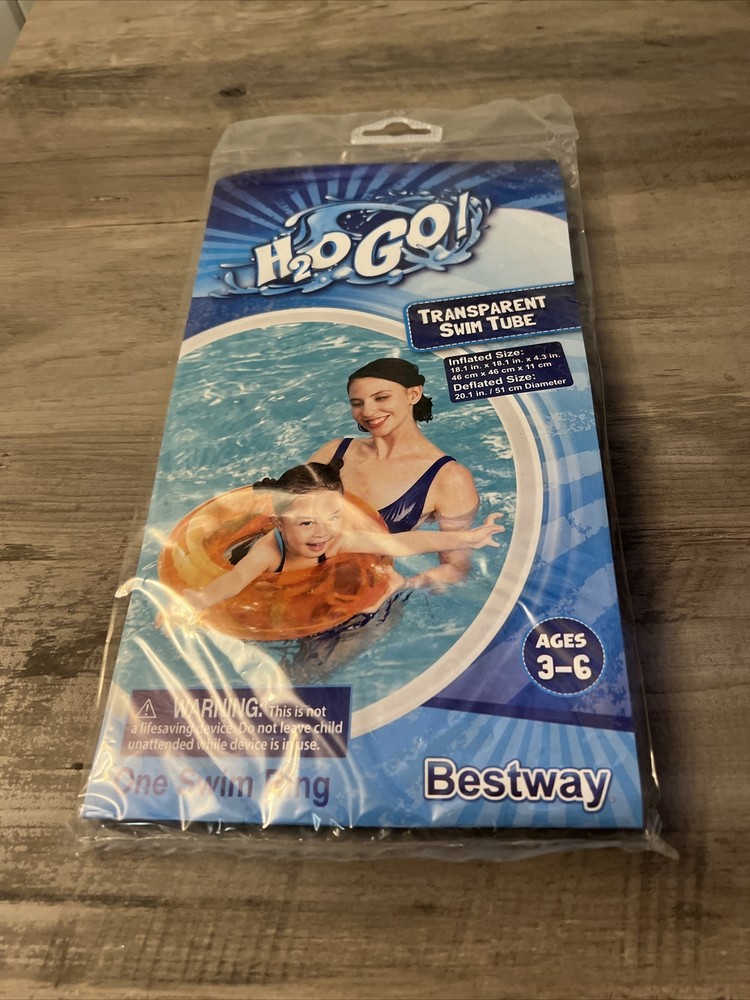 H2O GO!
TRANSPARENT
SWIM TUBE
Inflated Size:
18.1 in. x 18.1 in. x 4.3 in.
46 cm x 46 cm x 11 cm
Deflated Size:
20.1 in. / 51 cm Diameter
AGES
3–6
WARNING: This is not
a lifesaving device. Do not leave child
unattended while device is in use.
One Swim Ring
Bestway